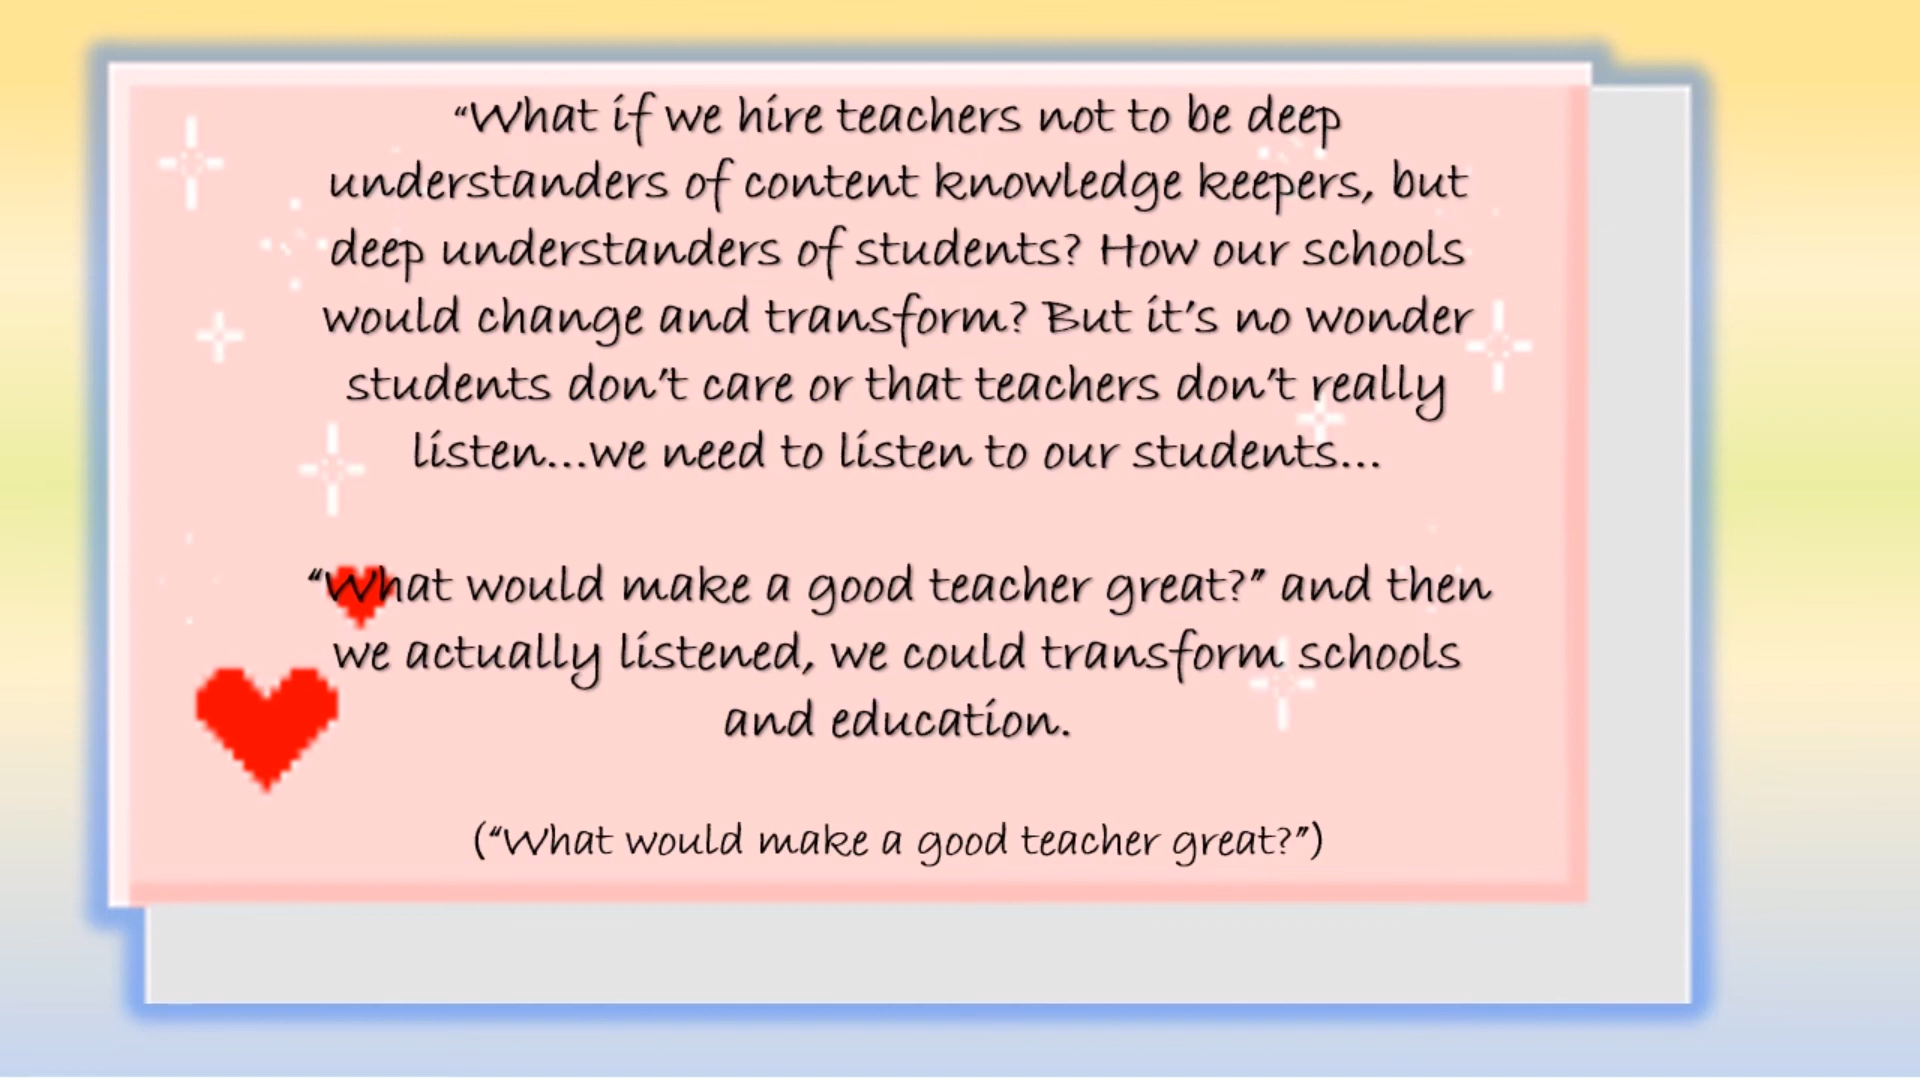 “What if we hire teachers not to be deep
understanders of content knowledge keepers, but
deep understanders of students? How our schools
would change and transform? But it’s no wonder
students don’t care or that teachers don’t really
listen...we need to listen to our students...
“What would make a good teacher great?” and then
we actually listened, we could transform schools
and education.
(“What would make a good teacher great?”)